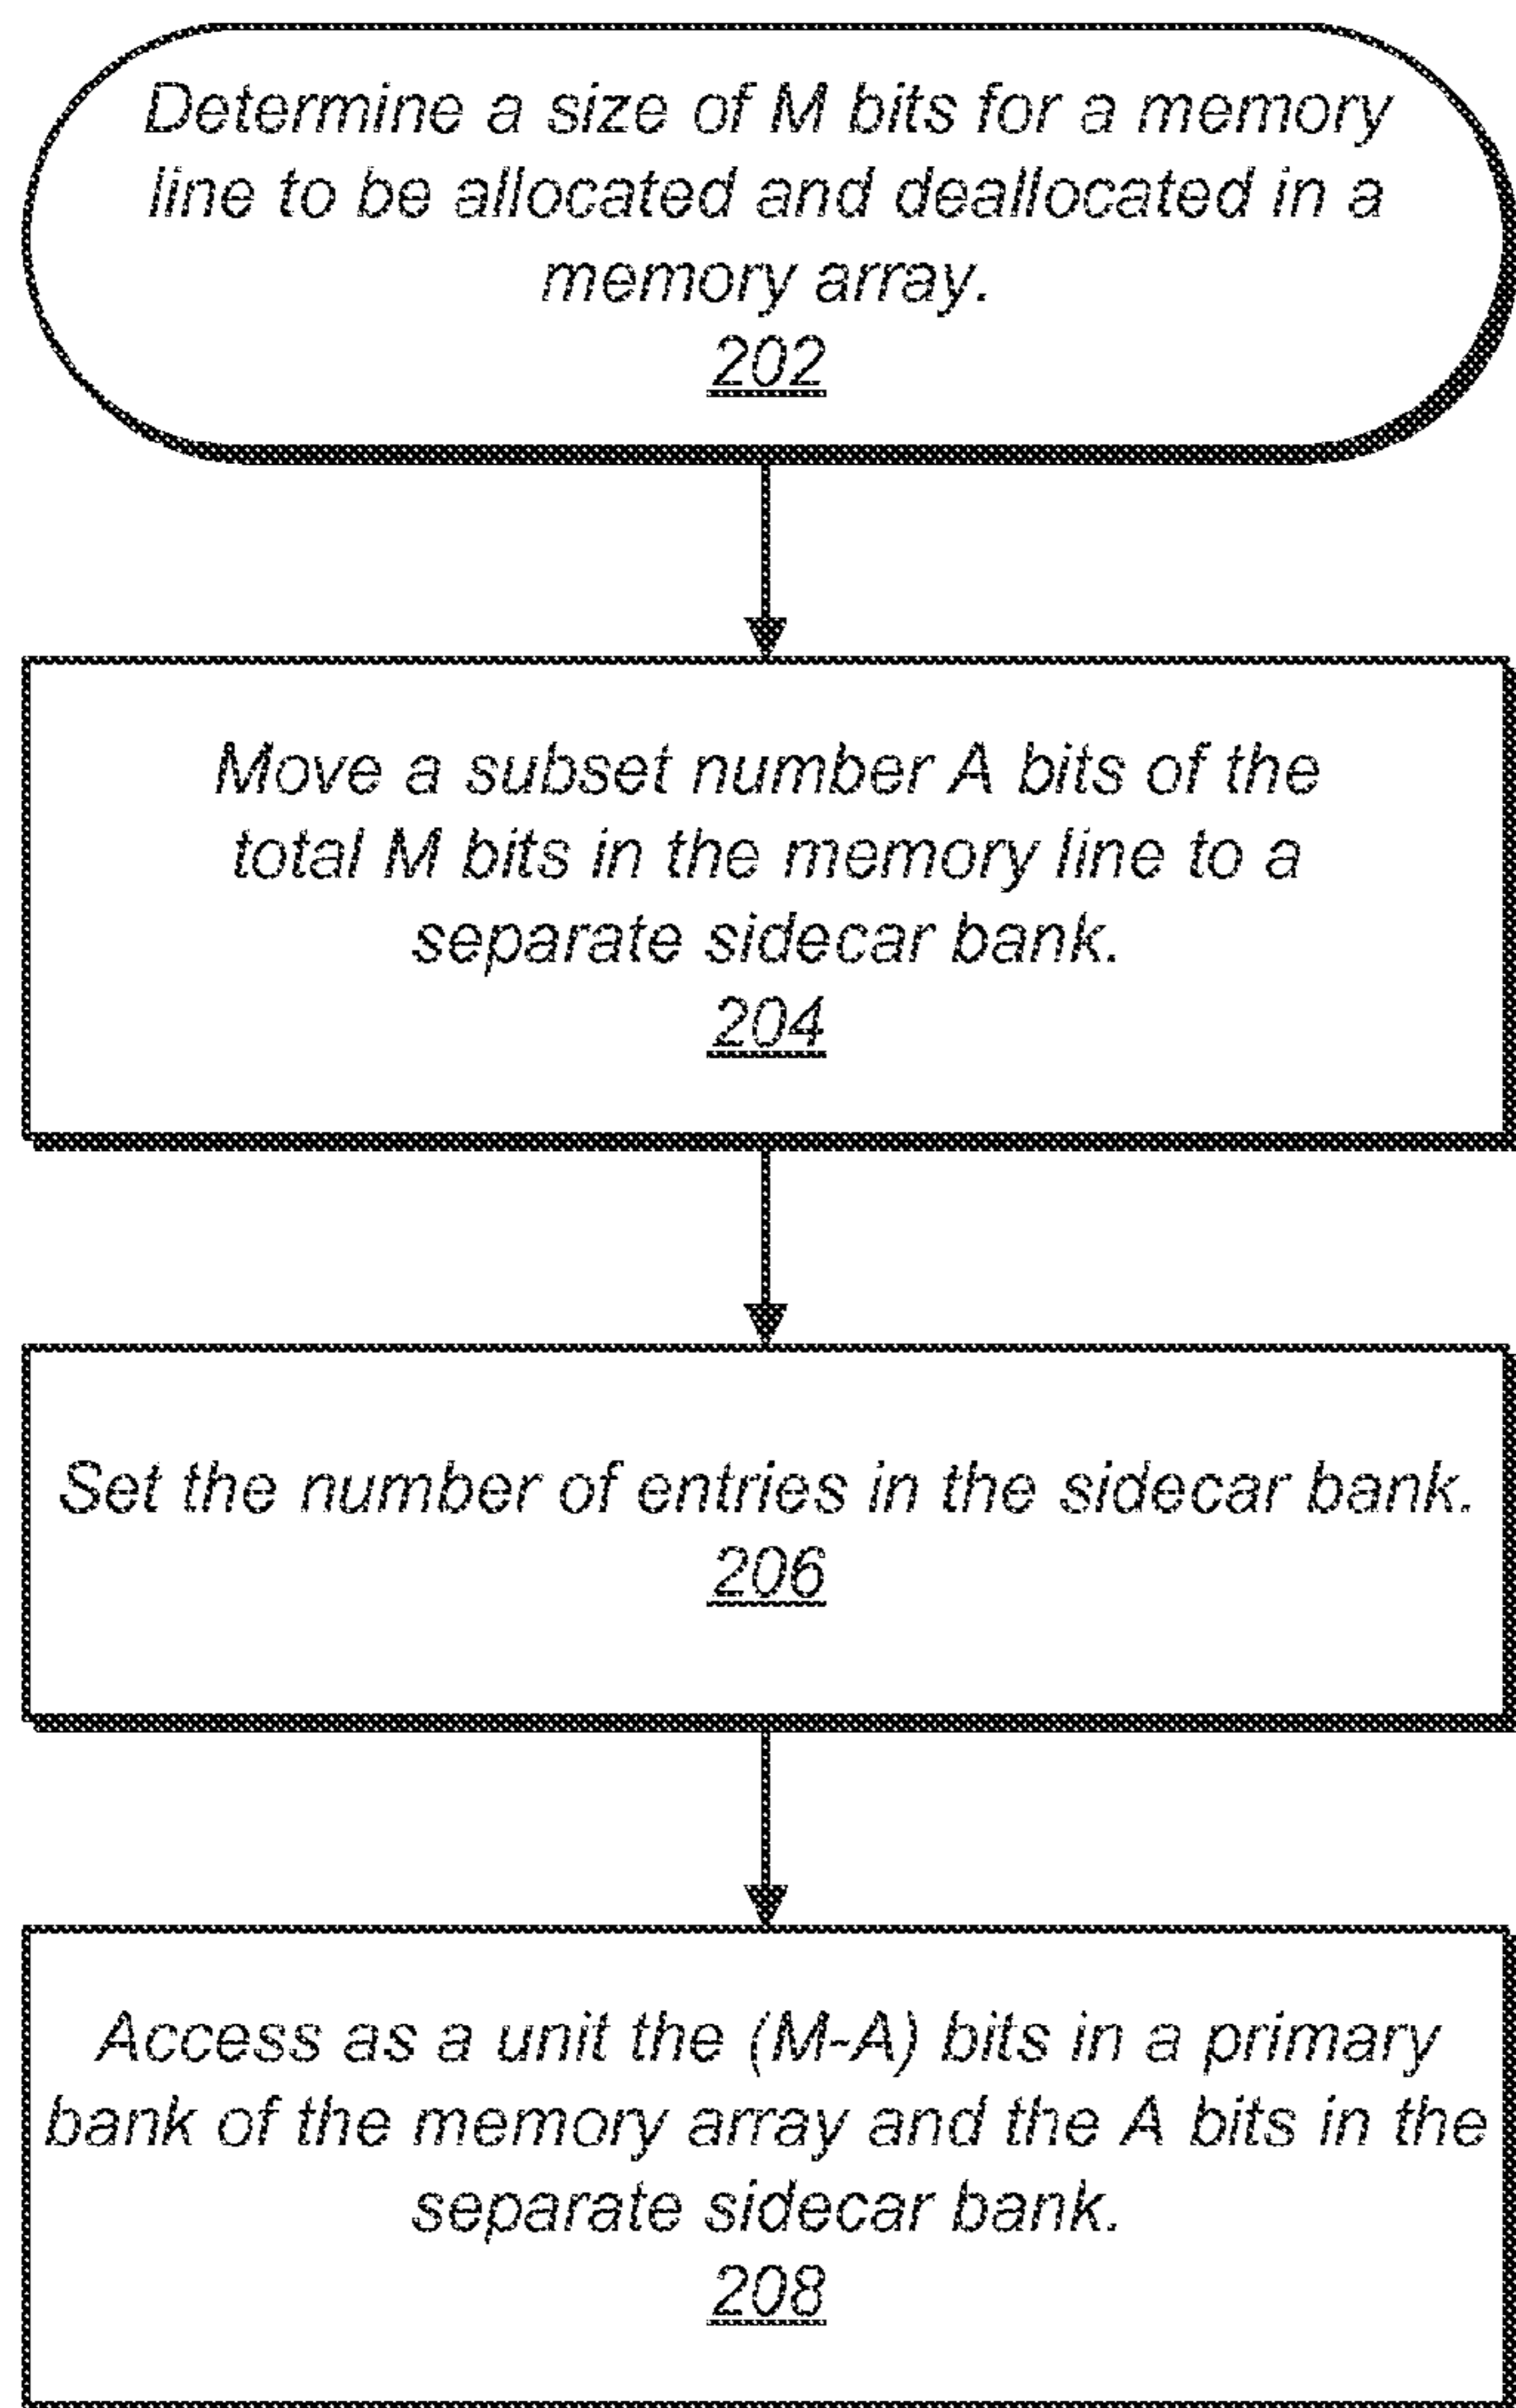 Determine a size of M bits for a memory
line to be allocated and deallocated in a
memory array.
202
Move a subset number A bits of the
total M bits in the memory line to a
separate sidecar bank.
204
Set the number of entries in the sidecar bank.
206
Access as a unit the (M-A) bits in a primary
bank of the memory array and the A bits in the
separate sidecar bank.
208